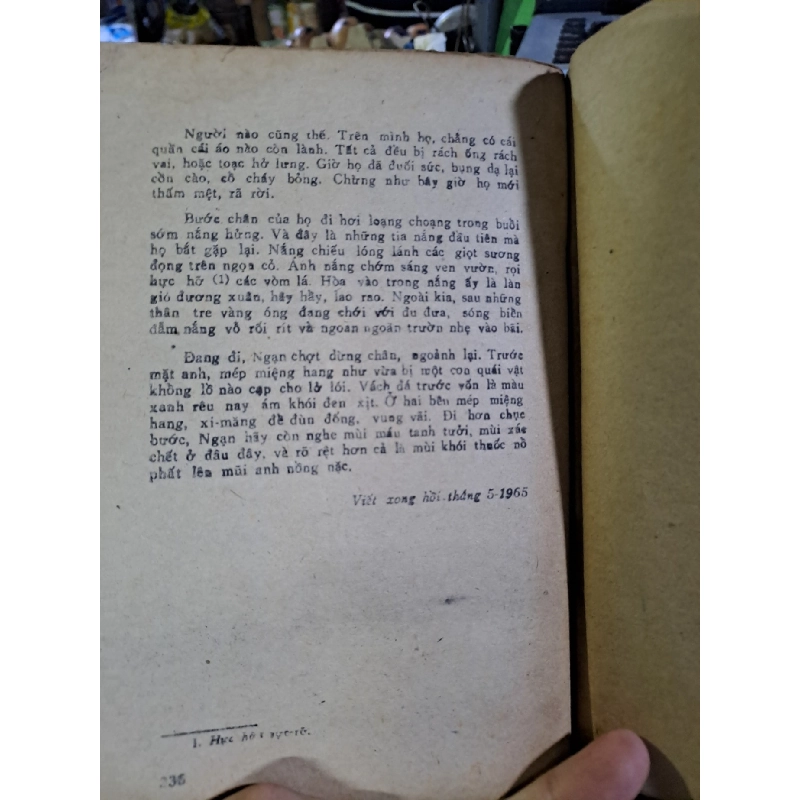 Người nào cũng thế. Trên mình họ, chẳng có cái
quần cái áo nào còn lành. Tất cả đều bị rách ống rách
vai, hoặc toạc hở lưng. Giờ họ đã đuối sức, bụng dạ lại
cồn cào, cổ cháy bỏng. Chừng như bây giờ họ mới
thấm mệt, rã rời.
Bước chân của họ đi hơi loạng choạng trong buổi
sớm nắng hửng. Và đây là những tia nắng đầu tiên mà
họ bắt gặp lại. Nắng chiếu lóng lánh các giọt sương
đọng trên ngọn cỏ. Ánh nắng chớm sáng ven vườn, rọi
hực hỡ (1) các vòm lá. Hòa vào trong nắng ấy là làn
gió đương xuân, hây hẩy, lao rao. Ngoài kia, sau những
thân tre vàng óng đang chới với đu đưa, sóng biển
đẫm nắng vỗ rối rít và ngoan ngoãn trườn nhẹ vào bãi.
Đang đi, Ngạn chợt dừng chân, ngoảnh lại. Trước
mặt anh, mép miệng hang như vừa bị một con quái vật
khổng lồ nào cạp cho lở lói. Vách đá trước vốn là màu
xanh rêu nay ám khói đen xịt. Ở hai bên mép miệng
hang, xi-măng đề đùn đống, vung vãi. Đi hơn chục
bước, Ngạn hãy còn nghe mùi máu tanh tưởi, mùi xác
chết ở đâu đây, và rõ rệt hơn cả là mùi khói thuốc nổ
phất lên mũi anh nồng nặc.
Viết xong hồi tháng 5-1965
1. Hực hỡ :